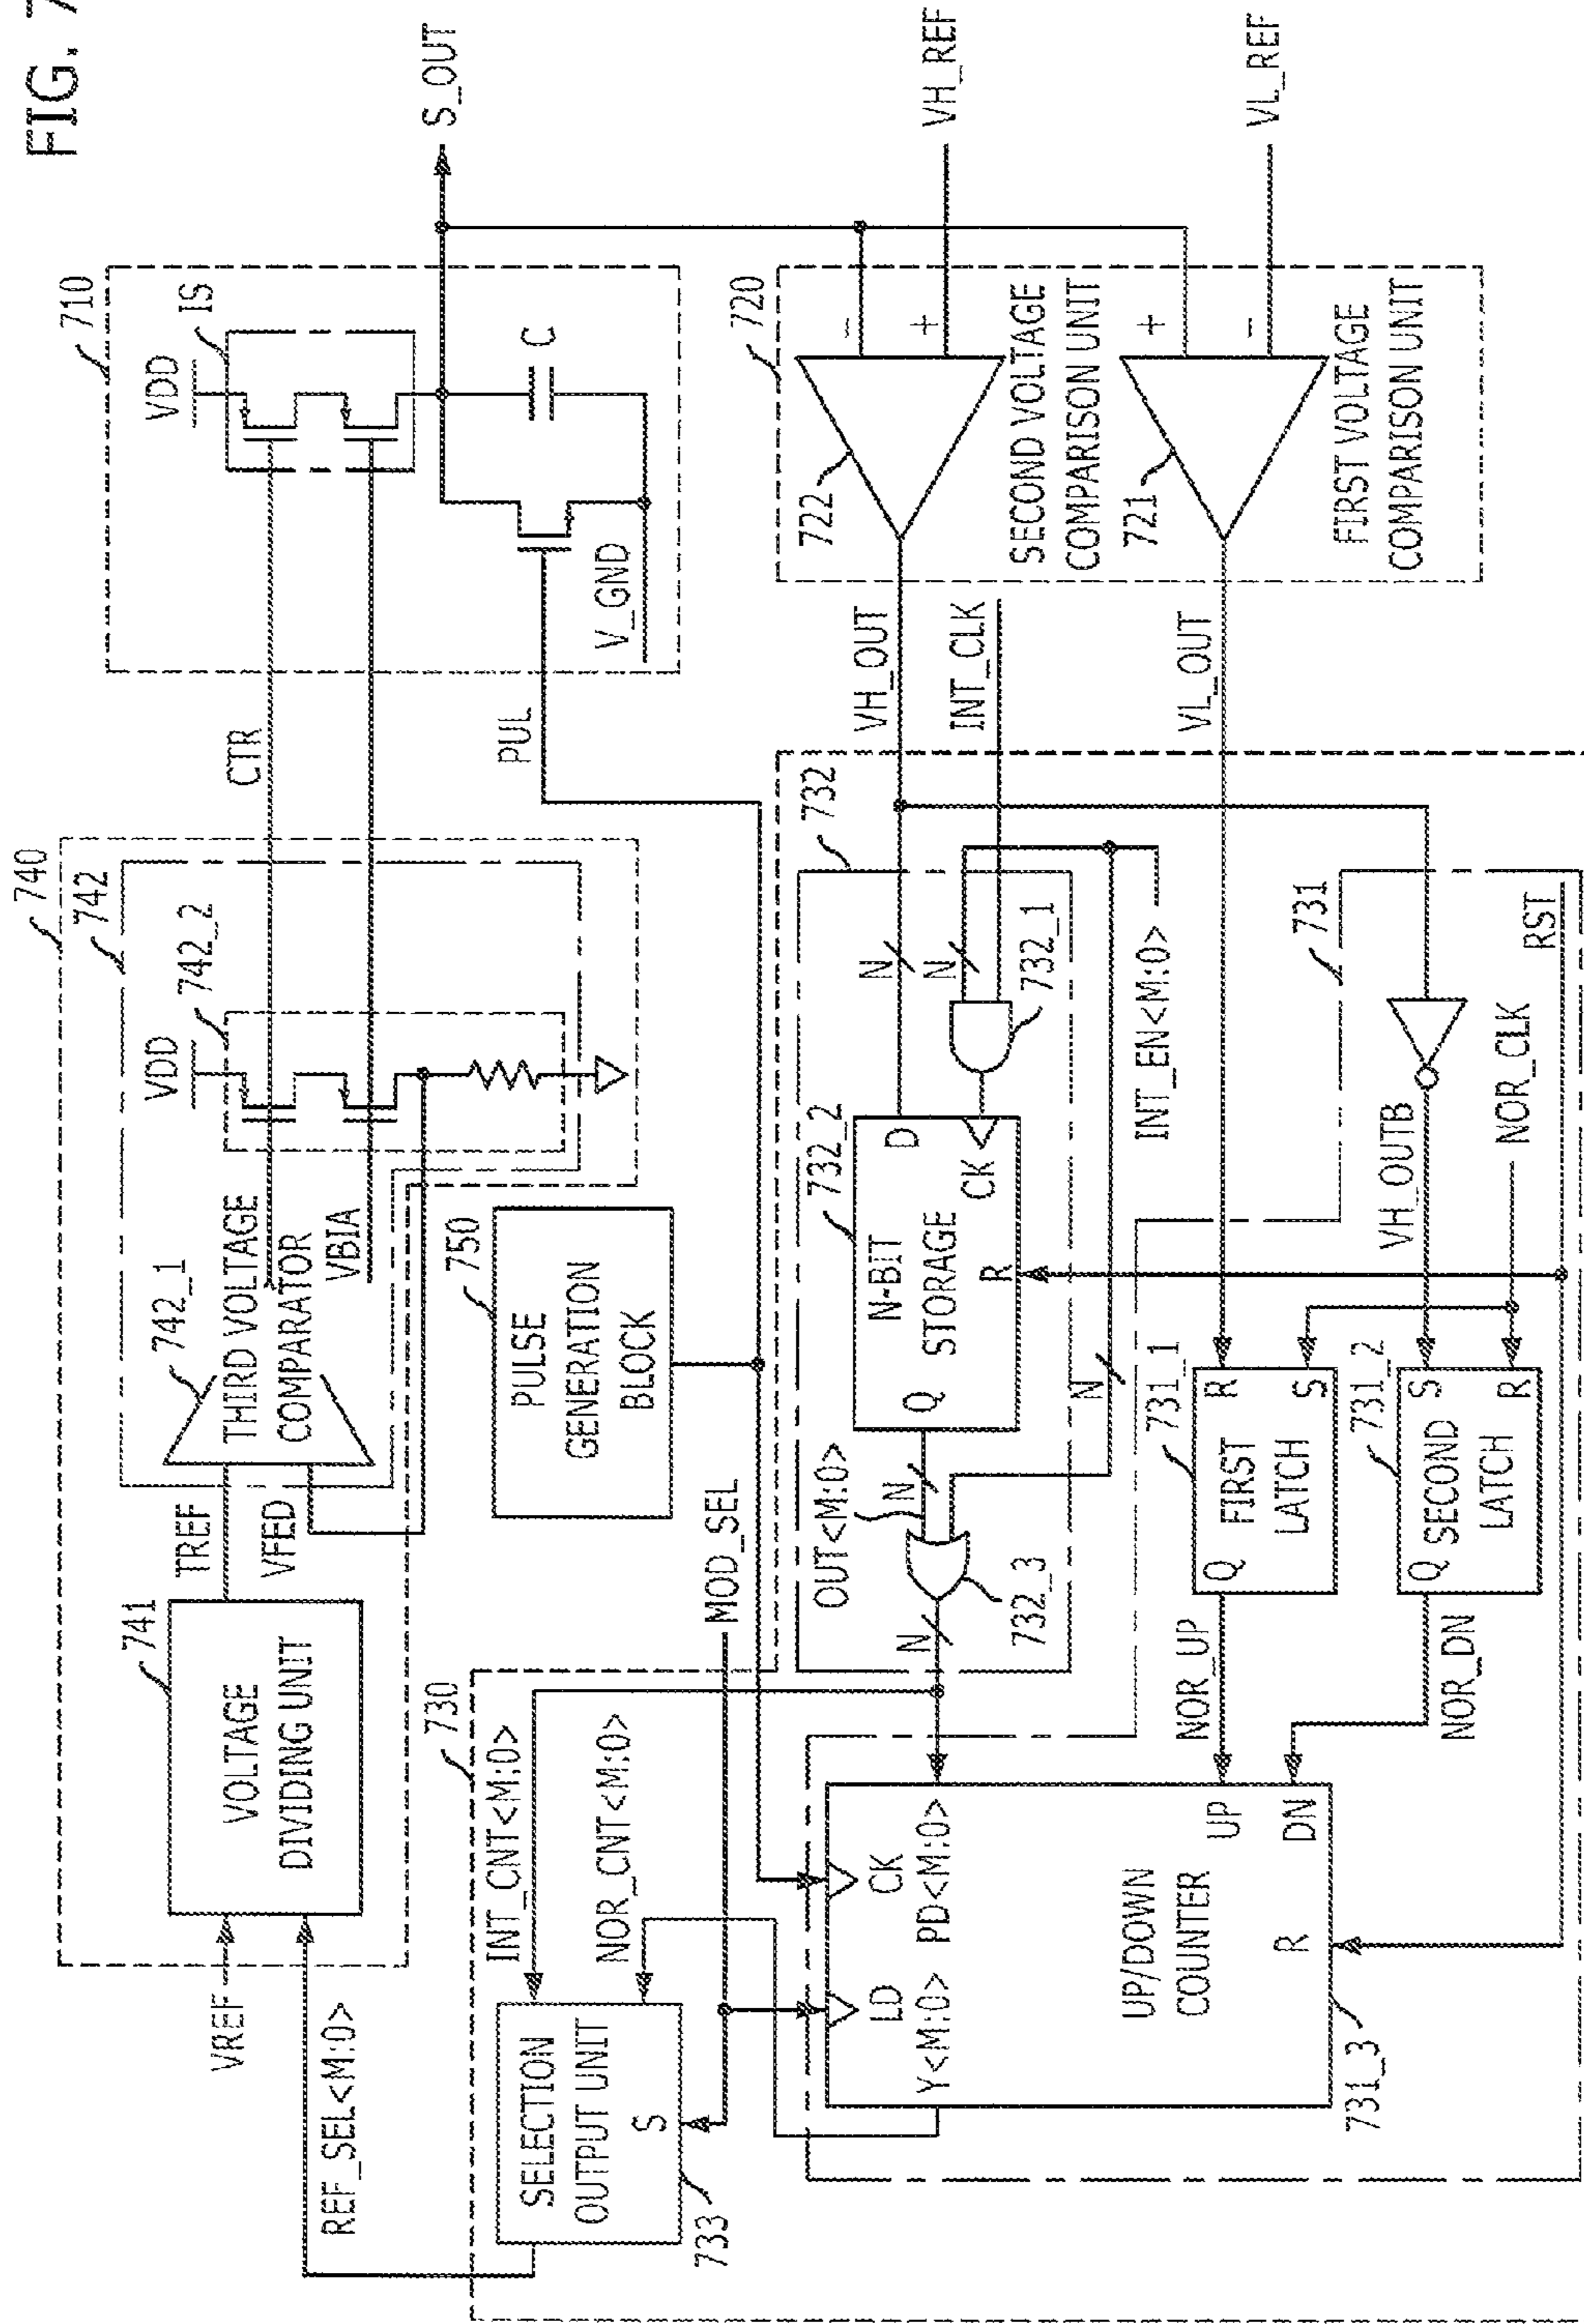 FIG. 7
740
742
742_2
742_1
VDD
THIRD VOLTAGE
COMPARATOR
VBIA
CTR
TREF
VFED
741
VOLTAGE
DIVIDING UNIT
VREF
REF_SEL<M:0>
710
VDD
IS
C
V_GND
PUL
S_OUT
750
PULSE
GENERATION
BLOCK
MOD_SEL
720
722
SECOND VOLTAGE
COMPARISON UNIT
721
FIRST VOLTAGE
COMPARISON UNIT
−
+
+
−
VH_REF
VL_REF
VH_OUT
INT_CLK
VL_OUT
730
INT_CNT<M:0>
NOR_CNT<M:0>
SELECTION
OUTPUT UNIT
S
733
732
N
N
732_1
732_2
D
CK
N-BIT
STORAGE
R
Q
OUT<M:0>
N
732_3
N
N
INT_EN<M:0>
731
RST
VH_OUTB
NOR_CLK
731_1
R
S
FIRST
LATCH
Q
731_2
S
R
SECOND
LATCH
Q
NOR_UP
NOR_DN
LD
CK
Y<M:0>
PD<M:0>
UP
DN
UP/DOWN
COUNTER
R
731_3